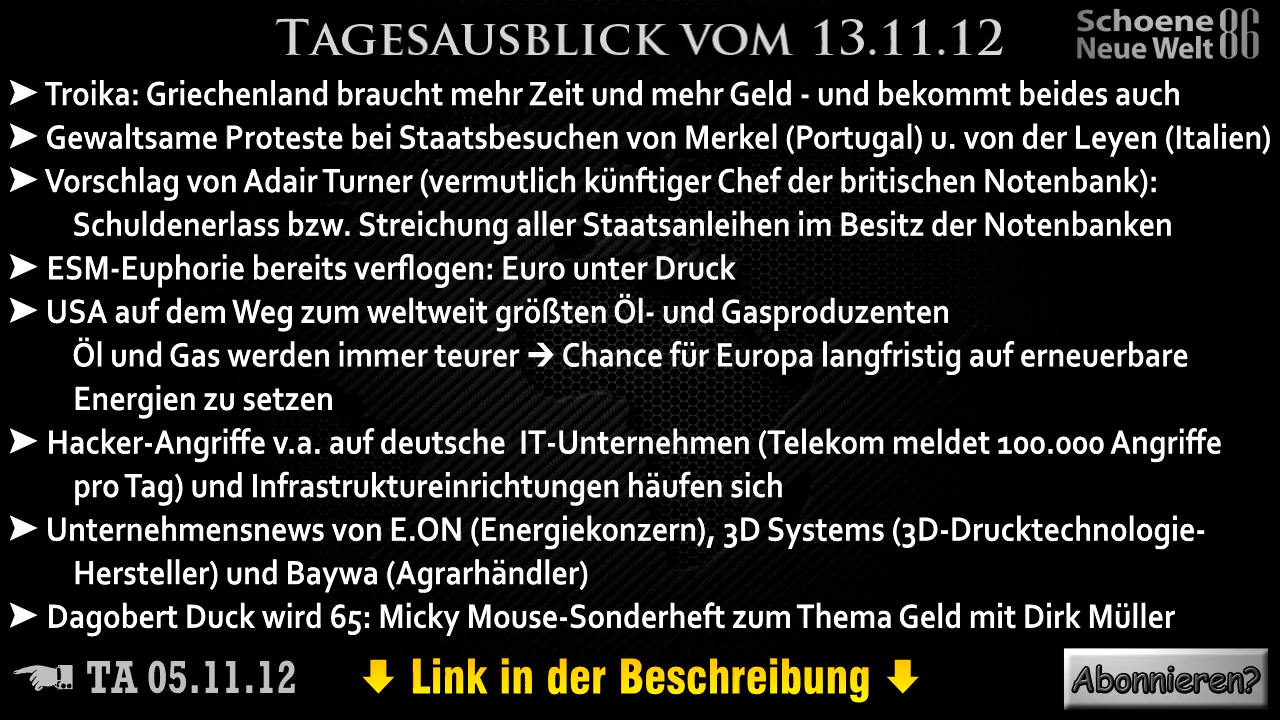 Tagesausblick vom 13.11.12
Schoene
Neue Welt 86
➤ Troika: Griechenland braucht mehr Zeit und mehr Geld - und bekommt beides auch
➤ Gewaltsame Proteste bei Staatsbesuchen von Merkel (Portugal) u. von der Leyen (Italien)
➤ Vorschlag von Adair Turner (vermutlich künftiger Chef der britischen Notenbank):
Schuldenerlass bzw. Streichung aller Staatsanleihen im Besitz der Notenbanken
➤ ESM-Euphorie bereits verflogen: Euro unter Druck
➤ USA auf dem Weg zum weltweit größten Öl- und Gasproduzenten
Öl und Gas werden immer teurer ➔ Chance für Europa langfristig auf erneuerbare
Energien zu setzen
➤ Hacker-Angriffe v.a. auf deutsche IT-Unternehmen (Telekom meldet 100.000 Angriffe
pro Tag) und Infrastruktureinrichtungen häufen sich
➤ Unternehmensnews von E.ON (Energiekonzern), 3D Systems (3D-Drucktechnologie-
Hersteller) und Baywa (Agrarhändler)
➤ Dagobert Duck wird 65: Micky Mouse-Sonderheft zum Thema Geld mit Dirk Müller
TA 05.11.12
Link in der Beschreibung
Abonnieren?